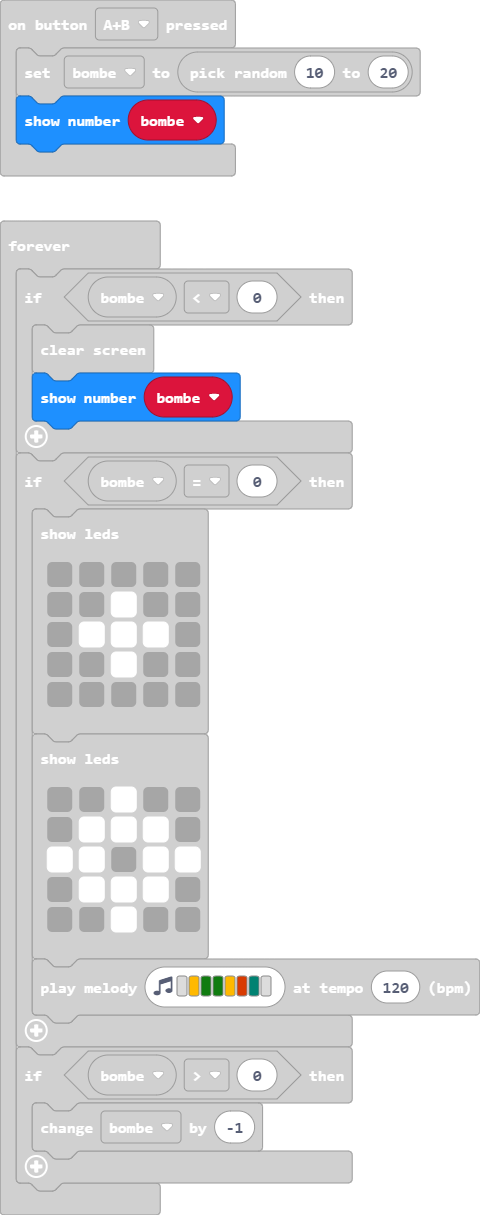 on button A+B pressed
set bombe to pick random 10 to 20
show number bombe
forever
if bombe < 0 then
clear screen
show number bombe
if bombe = 0 then
show leds
show leds
play melody at tempo 120 (bpm)
if bombe > 0 then
change bombe by -1